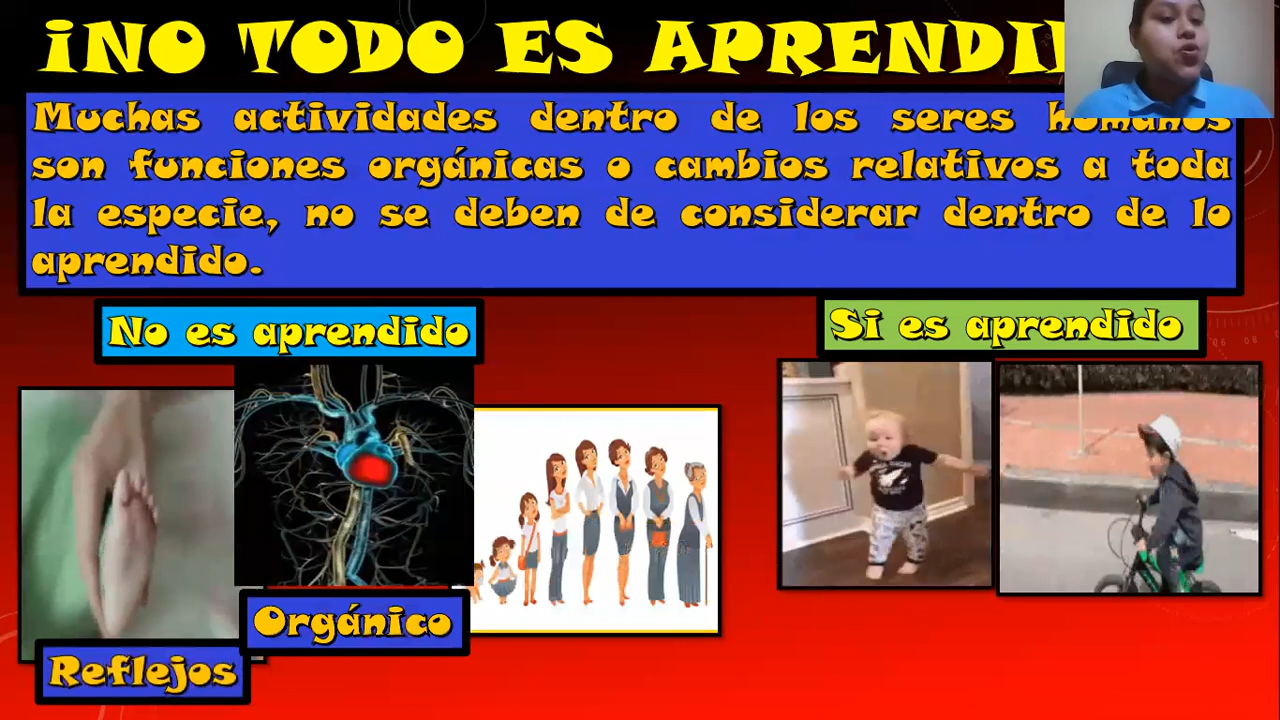 ¡NO TODO ES APRENDI
Muchas actividades dentro de los seres humanos
son funciones orgánicas o cambios relativos a toda
la especie, no se deben de considerar dentro de lo
aprendido.
No es aprendido
Si es aprendido
Orgánico
Reflejos